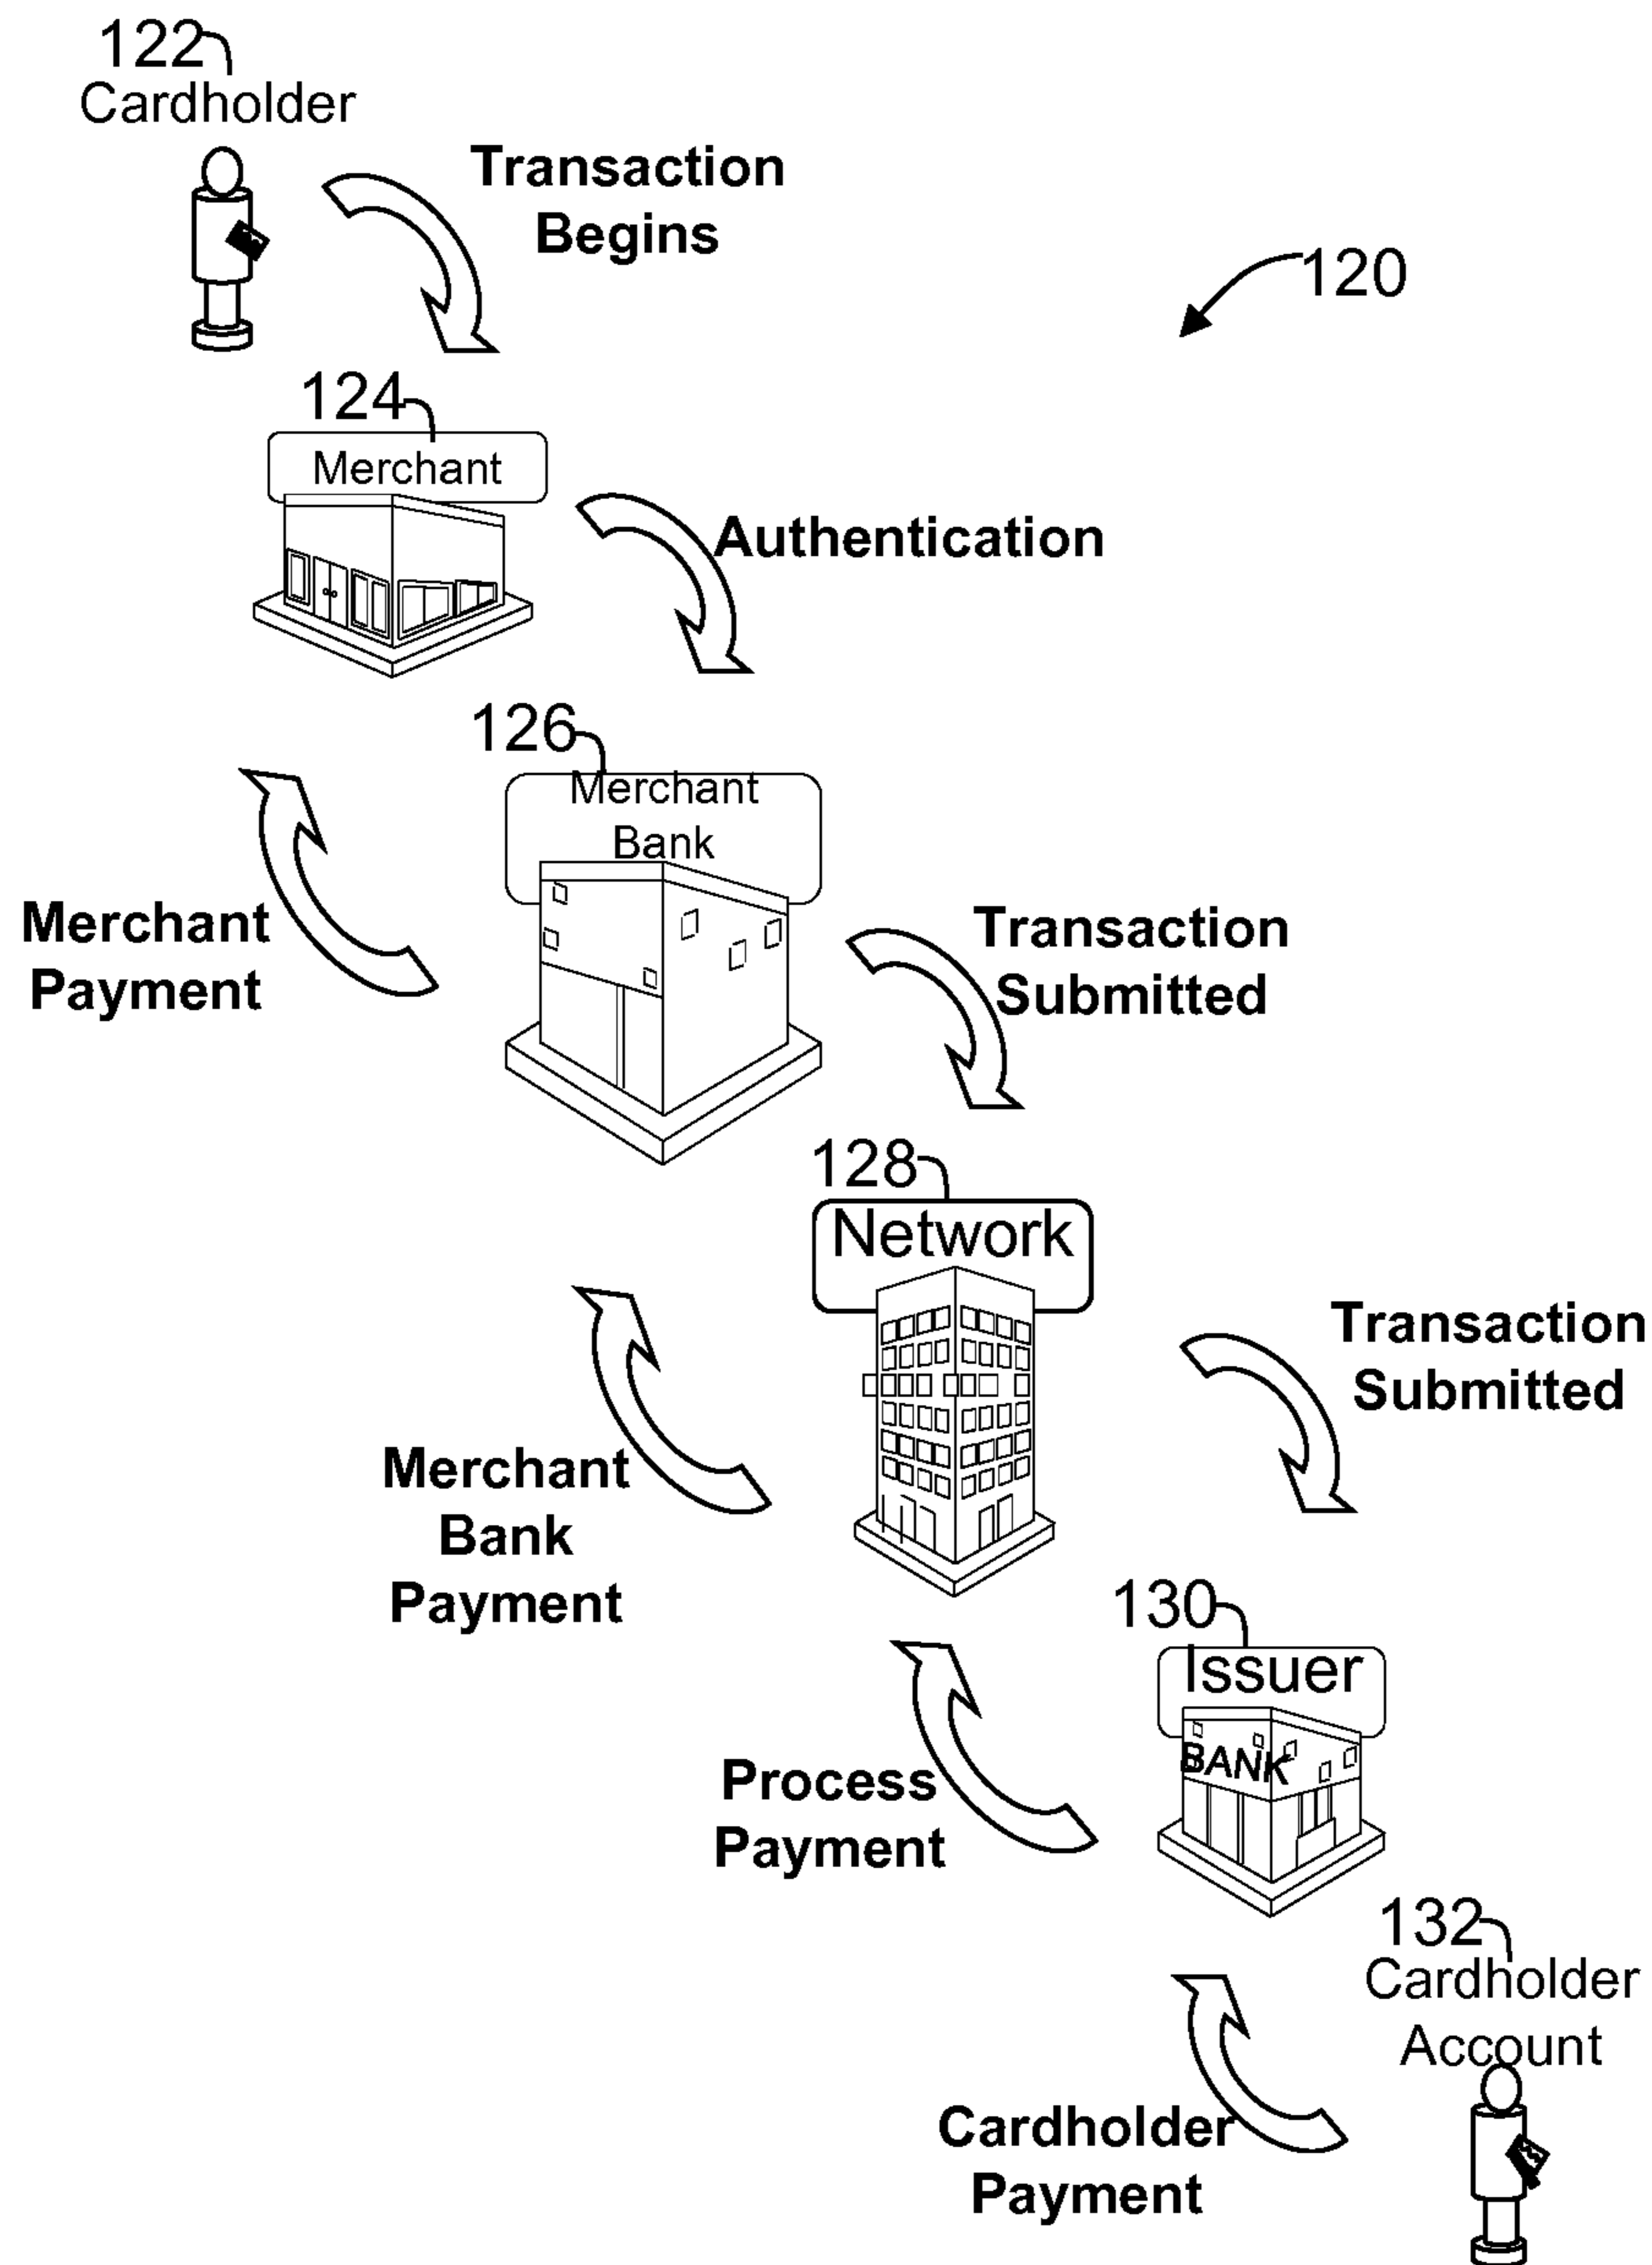 122
Cardholder
Transaction
Begins
120
124
Merchant
Authentication
126
Merchant
Bank
Merchant
Payment
Transaction
Submitted
128
Network
Transaction
Submitted
Merchant
Bank
Payment
130
Issuer
BANK
Process
Payment
132
Cardholder
Account
Cardholder
Payment